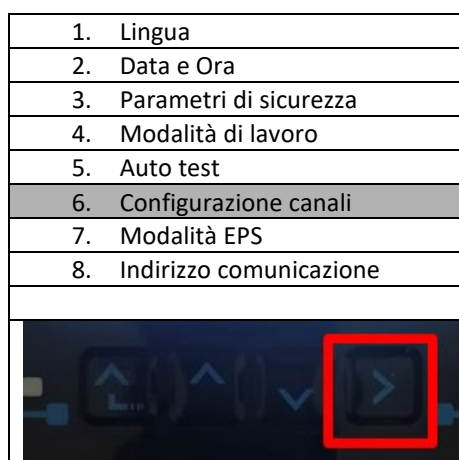 1. Lingua
2. Data e Ora
3. Parametri di sicurezza
4. Modalità di lavoro
5. Auto test
6. Configurazione canali
7. Modalità EPS
8. Indirizzo comunicazione